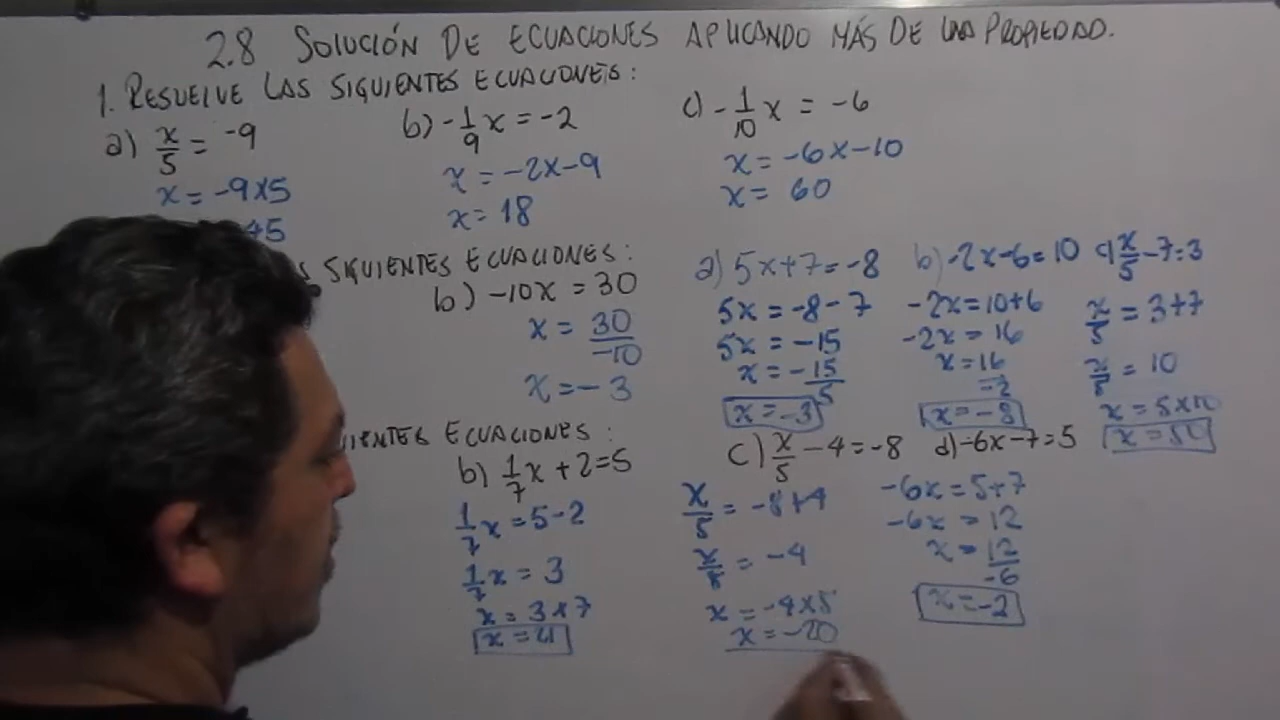 2.8 SOLUCIÓN DE ECUACIONES APLICANDO MÁS DE UNA PROPIEDAD.
1. RESUELVE LAS SIGUIENTES ECUACIONES:
a) x/5 = -9
x = -9x5
45
b) -1/9 x = -2
x = -2x-9
x = 18
c) -1/10 x = -6
x = -6x-10
x = 60
SIGUIENTES ECUACIONES:
b) -10x = 30
x = 30/-10
x = -3
a) 5x+7=-8
5x = -8-7
5x = -15
x = -15/5
x = -3
b) -2x-6=10
-2x=10+6
-2x = 16
x = 16/-2
x = -8
c) x/5 -7=3
x/5 = 3+7
x/5 = 10
x = 5x10
ECUACIONES:
b) 1/7 x + 2 = 5
1/7 x = 5-2
1/7 x = 3
x = 3x7
x = 21
c) x/5 - 4 = -8
x/5 = -8+4
x/5 = -4
x = -4x5
x = -20
d) -6x-7=5
-6x = 5+7
-6x = 12
x = 12/-6
x = -2